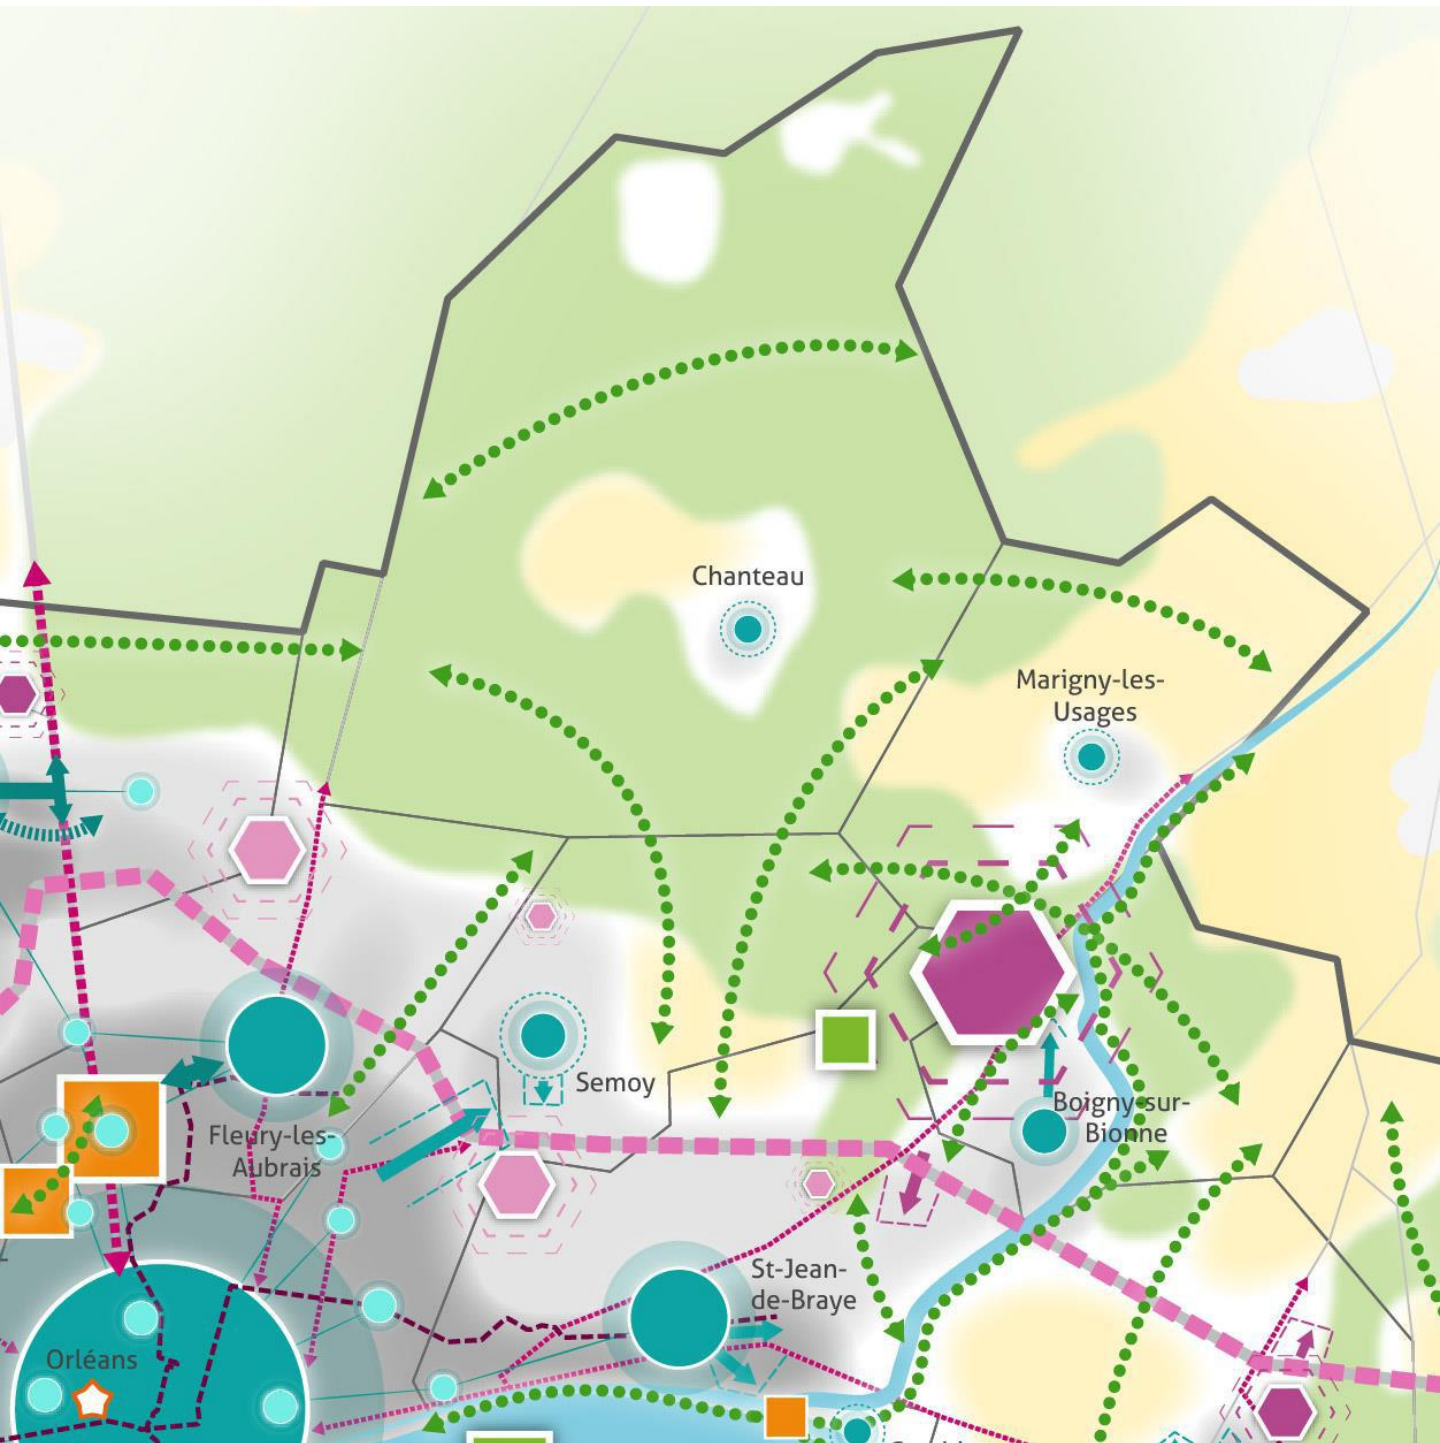 Chanteau
Marigny-les-
Usages
Semoy
Boigny-sur-
Bionne
Fleury-les-
Aubrais
St-Jean-
de-Braye
Orléans